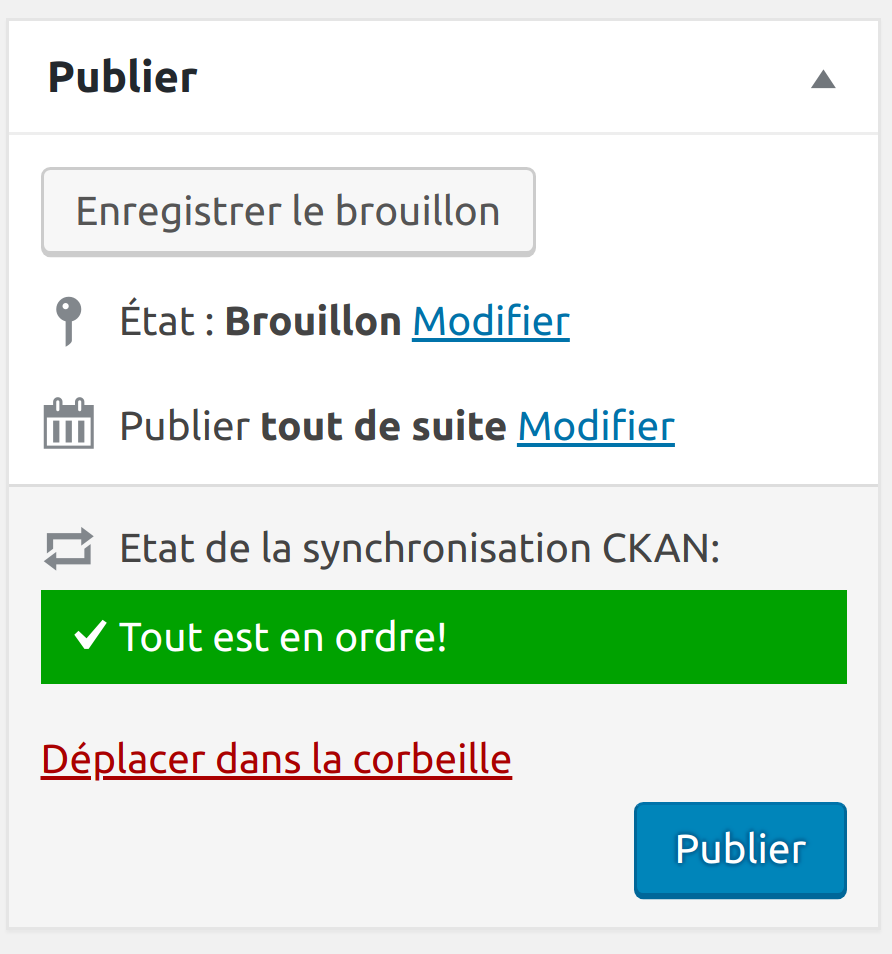 Publier
Enregistrer le brouillon
État : Brouillon Modifier
Publier tout de suite Modifier
Etat de la synchronisation CKAN:
Tout est en ordre!
Déplacer dans la corbeille
Publier